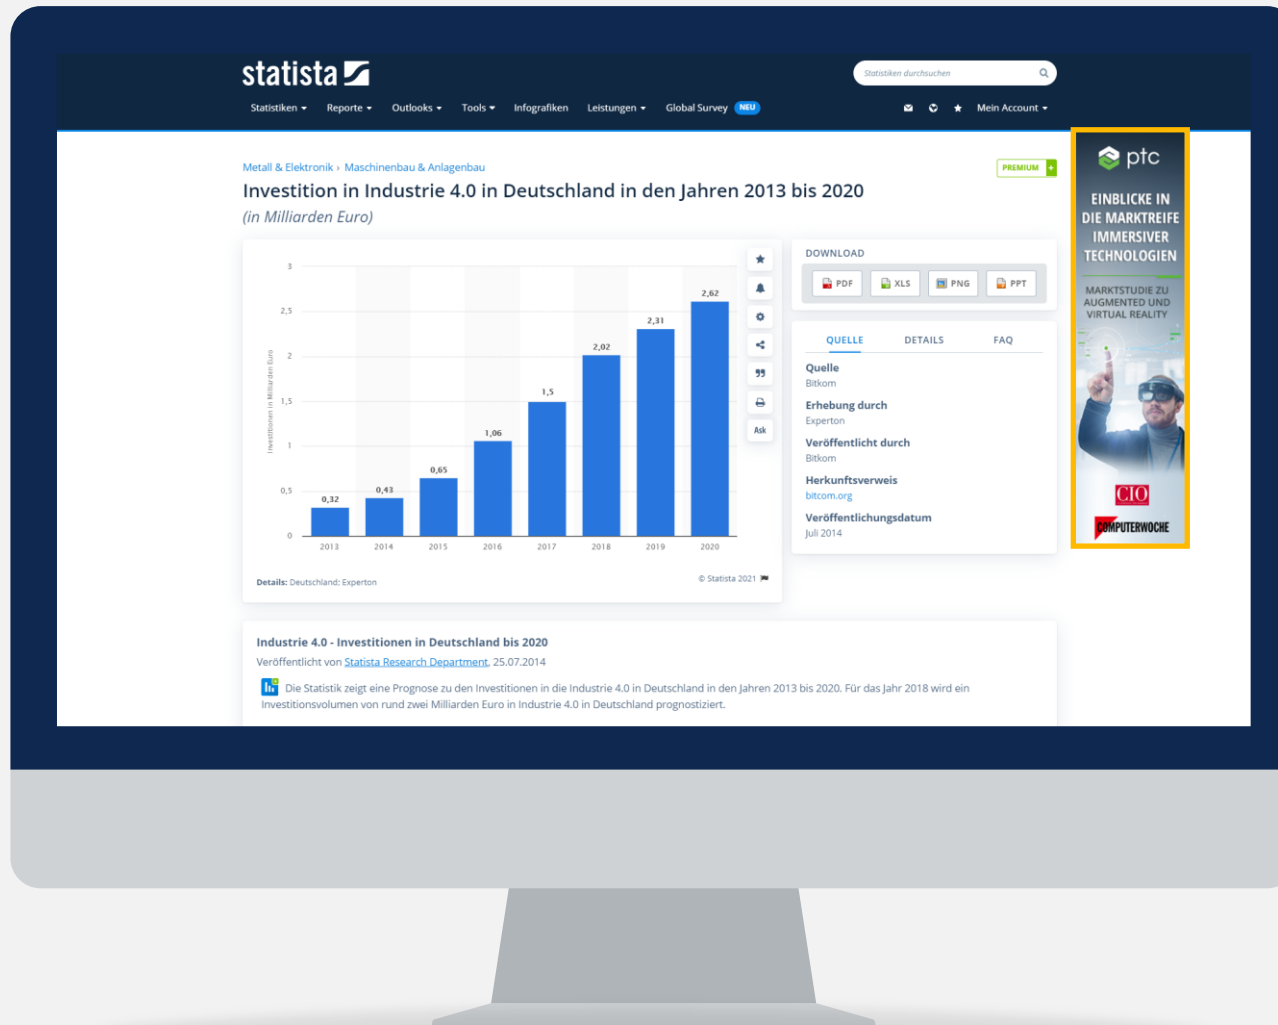 statista
Statistiken durchsuchen
Statistiken
Reporte
Outlooks
Tools
Infografiken
Leistungen
Global Survey
NEU
Mein Account
Metall & Elektronik › Maschinenbau & Anlagenbau
PREMIUM +
Investition in Industrie 4.0 in Deutschland in den Jahren 2013 bis 2020
(in Milliarden Euro)
Investitionen in Milliarden Euro
3
2,5
2
1,5
1
0,5
0
0,32
0,43
0,65
1,06
1,5
2,02
2,31
2,62
2013
2014
2015
2016
2017
2018
2019
2020
Ask
Details: Deutschland; Experton
© Statista 2021
DOWNLOAD
PDF
XLS
PNG
PPT
QUELLE
DETAILS
FAQ
Quelle
Bitkom
Erhebung durch
Experton
Veröffentlicht durch
Bitkom
Herkunftsverweis
bitcom.org
Veröffentlichungsdatum
Juli 2014
ptc
EINBLICKE IN
DIE MARKTREIFE
IMMERSIVER
TECHNOLOGIEN
MARKTSTUDIE ZU
AUGMENTED UND
VIRTUAL REALITY
CIO
COMPUTERWOCHE
Industrie 4.0 - Investitionen in Deutschland bis 2020
Veröffentlicht von Statista Research Department, 25.07.2014
Die Statistik zeigt eine Prognose zu den Investitionen in die Industrie 4.0 in Deutschland in den Jahren 2013 bis 2020. Für das Jahr 2018 wird ein
Investitionsvolumen von rund zwei Milliarden Euro in Industrie 4.0 in Deutschland prognostiziert.